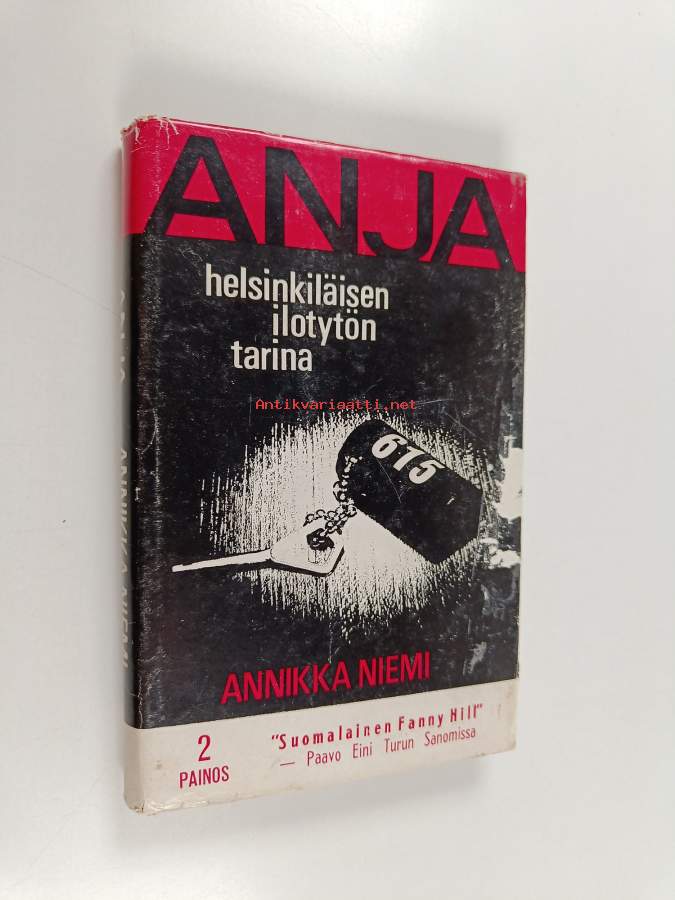 ANJA
helsinkiläisen
ilotytön
tarina
Antikvariaatti.net
675
ANNIKKA NIEMI
2
PAINOS
"Suomalainen Fanny Hill"
— Paavo Eini Turun Sanomissa
ANJA ANNIKKA NIEMI